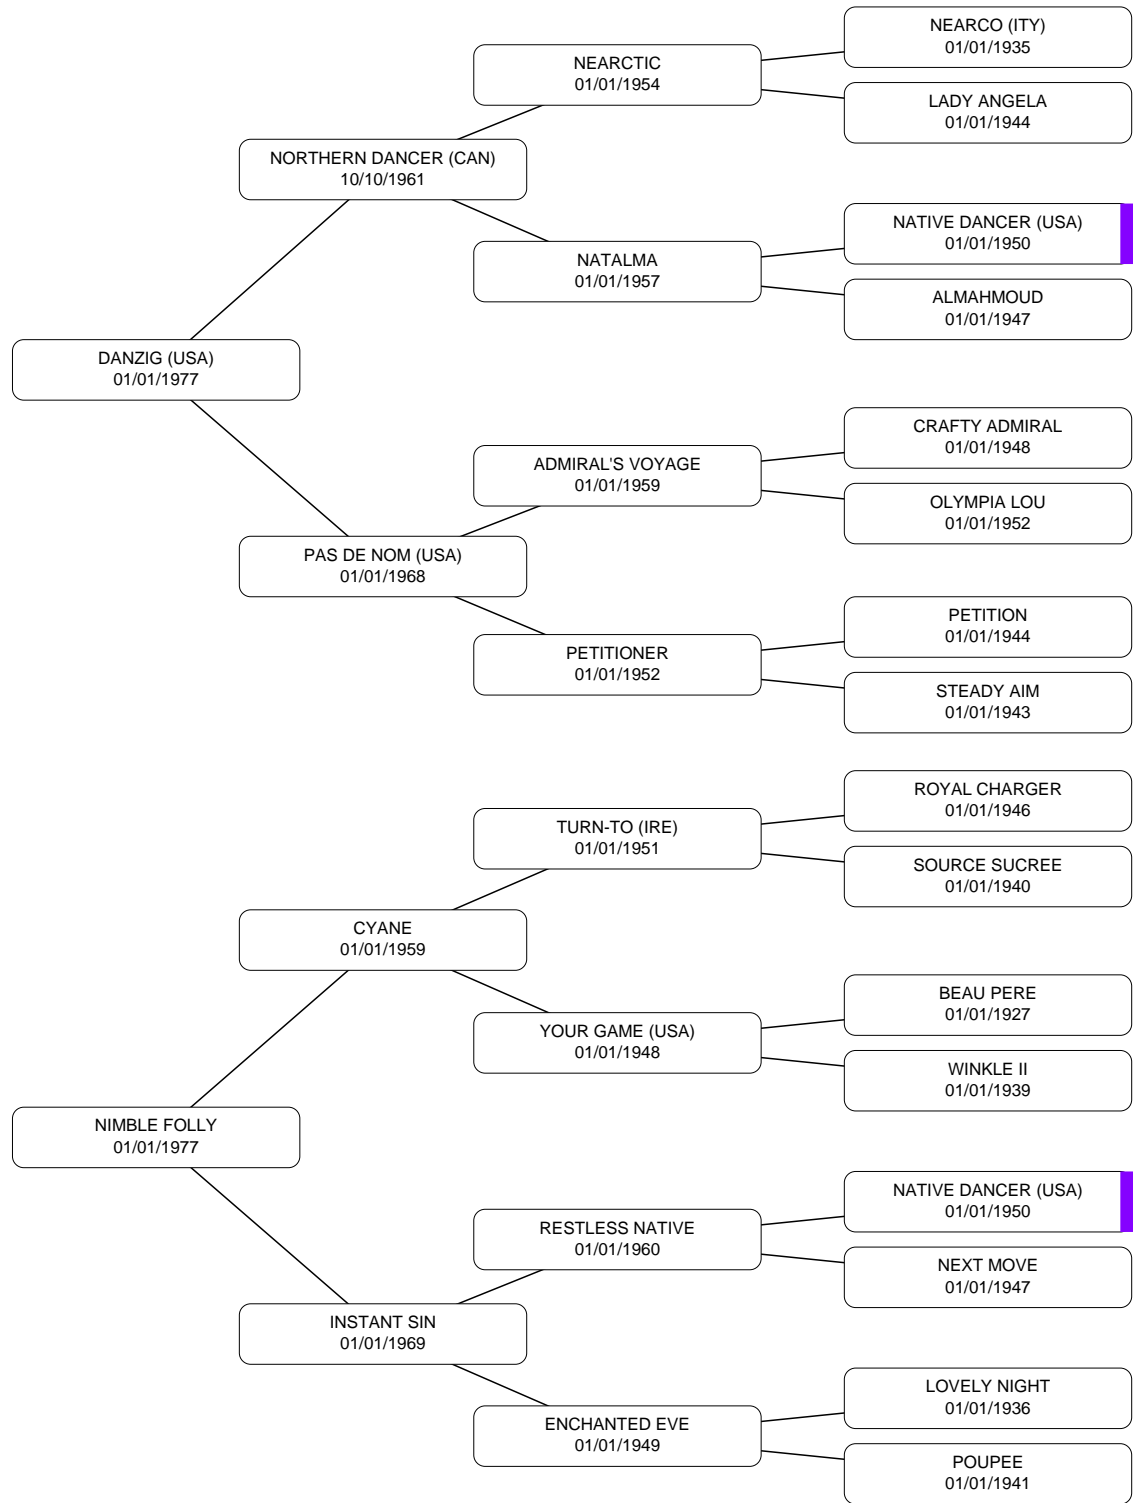 NEARCO (ITY)
01/01/1935
NEARCTIC
01/01/1954
LADY ANGELA
01/01/1944
NORTHERN DANCER (CAN)
10/10/1961
NATIVE DANCER (USA)
01/01/1950
NATALMA
01/01/1957
ALMAHMOUD
01/01/1947
DANZIG (USA)
01/01/1977
CRAFTY ADMIRAL
01/01/1948
ADMIRAL'S VOYAGE
01/01/1959
OLYMPIA LOU
01/01/1952
PAS DE NOM (USA)
01/01/1968
PETITION
01/01/1944
PETITIONER
01/01/1952
STEADY AIM
01/01/1943
ROYAL CHARGER
01/01/1946
TURN-TO (IRE)
01/01/1951
SOURCE SUCREE
01/01/1940
CYANE
01/01/1959
BEAU PERE
01/01/1927
YOUR GAME (USA)
01/01/1948
WINKLE II
01/01/1939
NIMBLE FOLLY
01/01/1977
NATIVE DANCER (USA)
01/01/1950
RESTLESS NATIVE
01/01/1960
NEXT MOVE
01/01/1947
INSTANT SIN
01/01/1969
LOVELY NIGHT
01/01/1936
ENCHANTED EVE
01/01/1949
POUPEE
01/01/1941